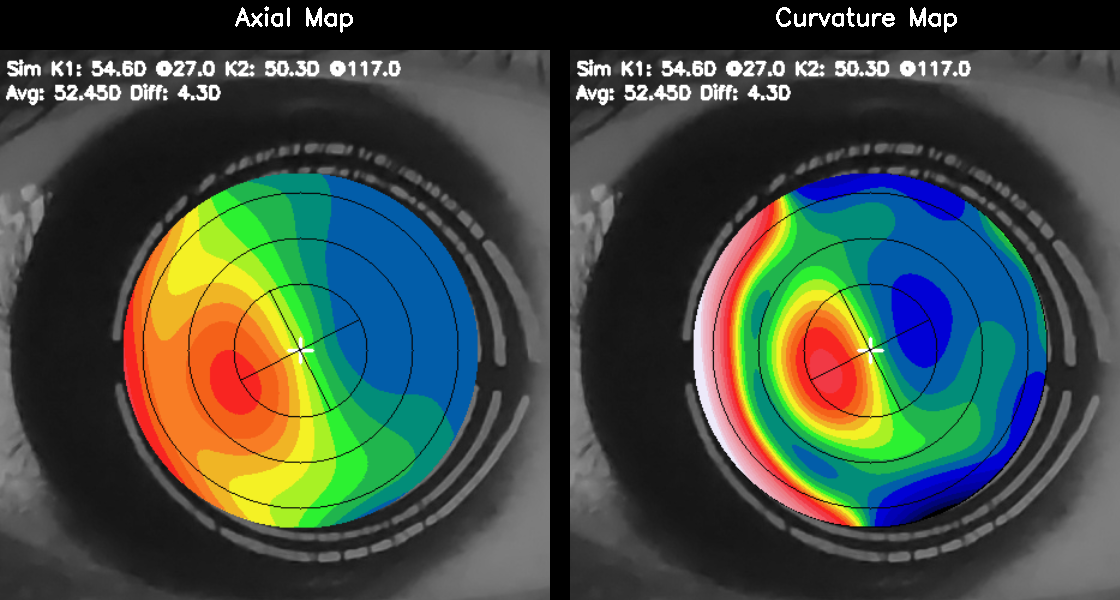 Axial Map
Curvature Map
Sim K1: 54.6D @27.0 K2: 50.3D @117.0
Avg: 52.45D Diff: 4.3D
Sim K1: 54.6D @27.0 K2: 50.3D @117.0
Avg: 52.45D Diff: 4.3D